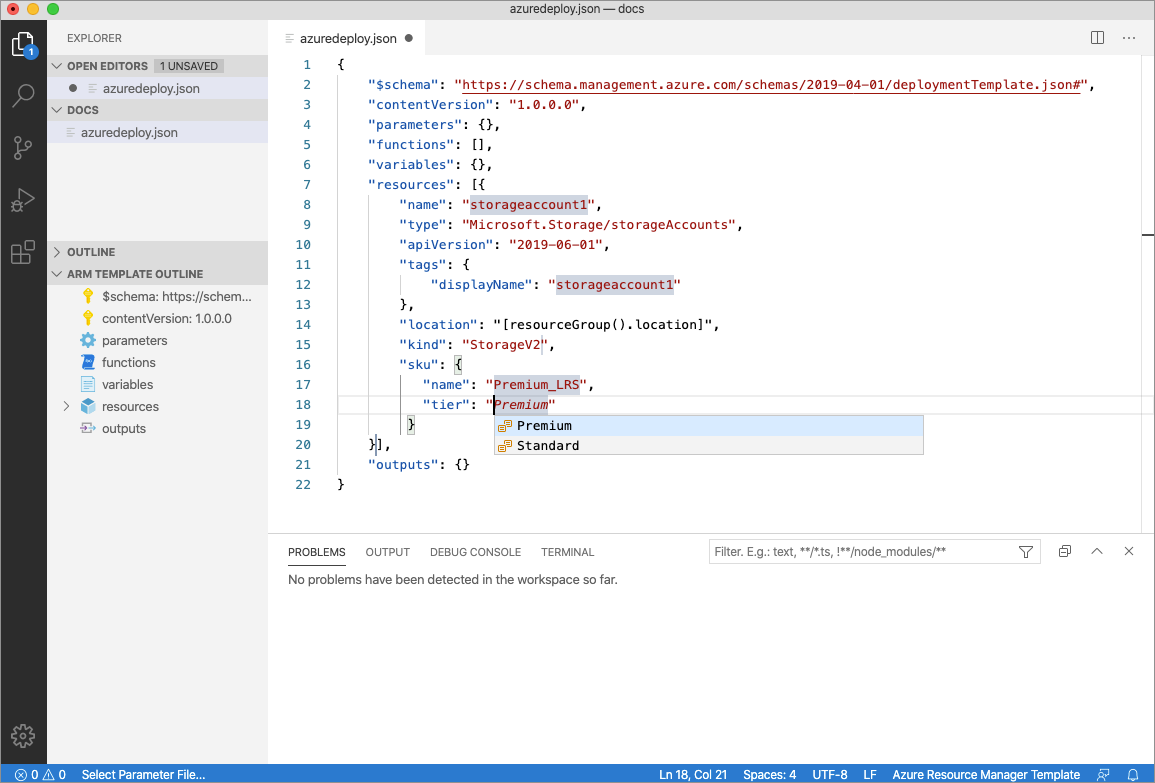 azuredeploy.json — docs
EXPLORER
OPEN EDITORS 1 UNSAVED
azuredeploy.json
DOCS
azuredeploy.json
OUTLINE
ARM TEMPLATE OUTLINE
$schema: https://schem...
contentVersion: 1.0.0.0
parameters
functions
variables
resources
outputs
1
azuredeploy.json
1 {
2 "$schema": "https://schema.management.azure.com/schemas/2019-04-01/deploymentTemplate.json#",
3 "contentVersion": "1.0.0.0",
4 "parameters": {},
5 "functions": [],
6 "variables": {},
7 "resources": [{
8 "name": "storageaccount1",
9 "type": "Microsoft.Storage/storageAccounts",
10 "apiVersion": "2019-06-01",
11 "tags": {
12 "displayName": "storageaccount1"
13 },
14 "location": "[resourceGroup().location]",
15 "kind": "StorageV2",
16 "sku": {
17 "name": "Premium_LRS",
18 "tier": "Premium"
19 }
20 }],
21 "outputs": {}
22 }
Premium
Standard
PROBLEMS OUTPUT DEBUG CONSOLE TERMINAL
Filter. E.g.: text, **/*.ts, !**/node_modules/**
No problems have been detected in the workspace so far.
0 0 Select Parameter File... Ln 18, Col 21 Spaces: 4 UTF-8 LF Azure Resource Manager Template